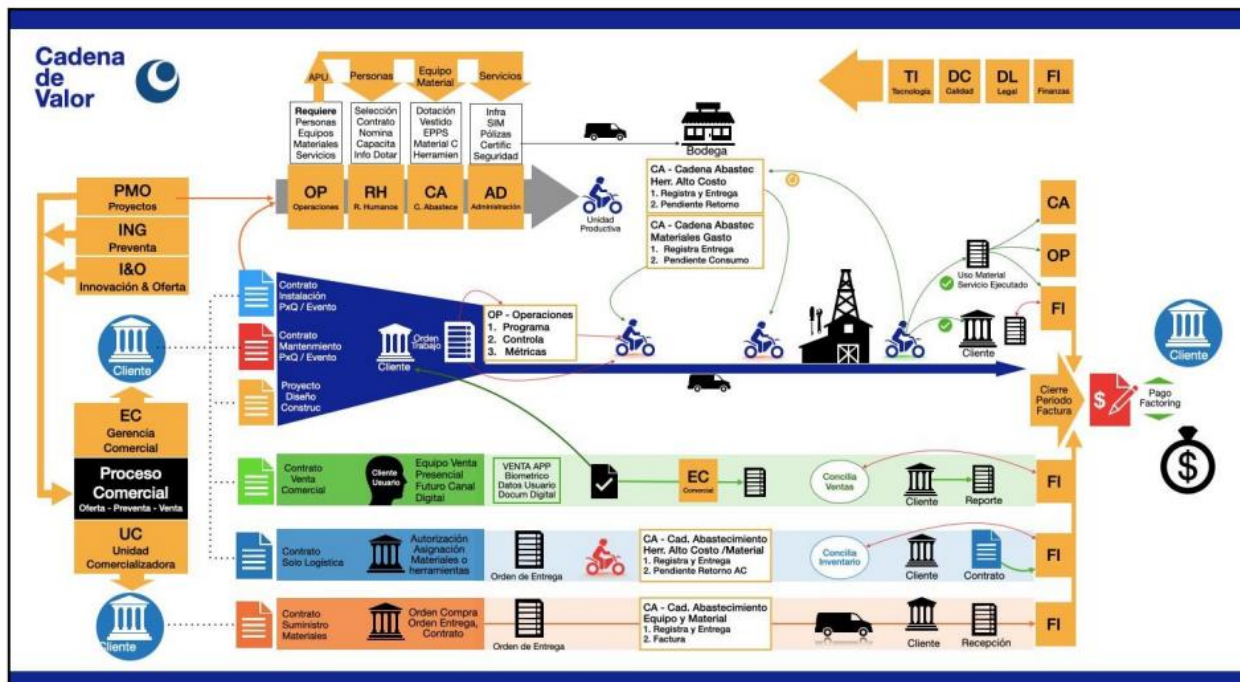 Cadena
de
Valor
APU
Personas
Equipo
Material
Servicios
Requiere
Personas
Equipos
Materiales
Servicios
Selección
Contrato
Nomina
Capacita
Info Dotar
Dotación
Vestido
EPPS
Material C
Herramien
Infra
SIM
Pólizas
Certific
Seguridad
OP
Operaciones
RH
R. Humanos
CA
C. Abastece
AD
Administración
Unidad
Productiva
Bodega
TI
Tecnología
DC
Calidad
DL
Legal
FI
Finanzas
CA - Cadena Abastec
Herr. Alto Costo
1. Registra y Entrega
2. Pendiente Retorno
CA - Cadena Abastec
Materiales Gasto
1. Registra Entrega
2. Pendiente Consumo
PMO
Proyectos
ING
Preventa
I&O
Innovación & Oferta
Cliente
EC
Gerencia
Comercial
Proceso
Comercial
Oferta - Preventa - Venta
UC
Unidad
Comercializadora
Cliente
Contrato
Instalación
PxQ / Evento
Contrato
Mantenmiento
PxQ / Evento
Proyecto
Diseño
Construc
Cliente
Orden
Trabajo
OP - Operaciones
1. Programa
2. Controla
3. Métricas
Uso Material
Servicio Ejecutado
Cliente
CA
OP
FI
Cierre
Periodo
Factura
$
Pago
Factoring
Cliente
$
Contrato
Venta
Comercial
Cliente
Usuario
Equipo Venta
Presencial
Futuro Canal
Digital
VENTA APP
Biometrico
Datos Usuario
Docum Digital
EC
Comercial
Concilia
Ventas
Cliente
Reporte
FI
Contrato
Solo Logística
Autorización
Asignación
Materiales o
herramientas
Orden de Entrega
CA - Cad. Abastecimiento
Herr. Alto Costo /Material
1. Registra y Entrega
2. Pendiente Retorno AC
Concilia
Inventario
Cliente
Contrato
FI
Contrato
Suministro
Materiales
Orden Compra
Orden Entrega,
Contrato
Orden de Entrega
CA - Cad. Abastecimiento
Equipo y Material
1. Registra y Entrega
2. Factura
Cliente
Recepción
FI